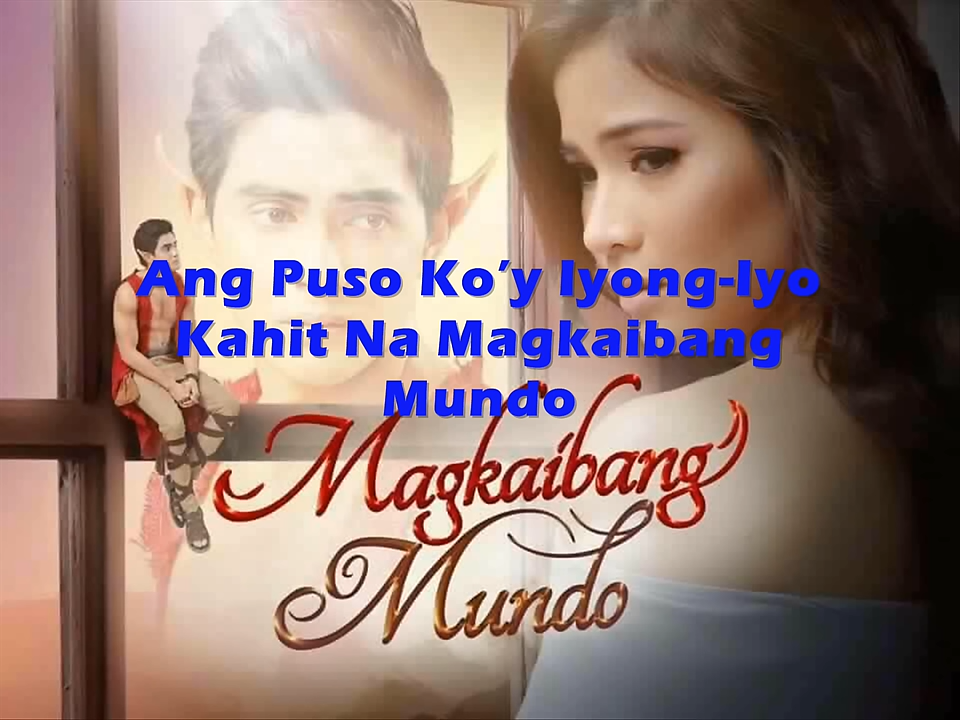 Ang Puso Ko’y Iyong-Iyo
Kahit Na Magkaibang
Mundo
Magkaibang
Mundo